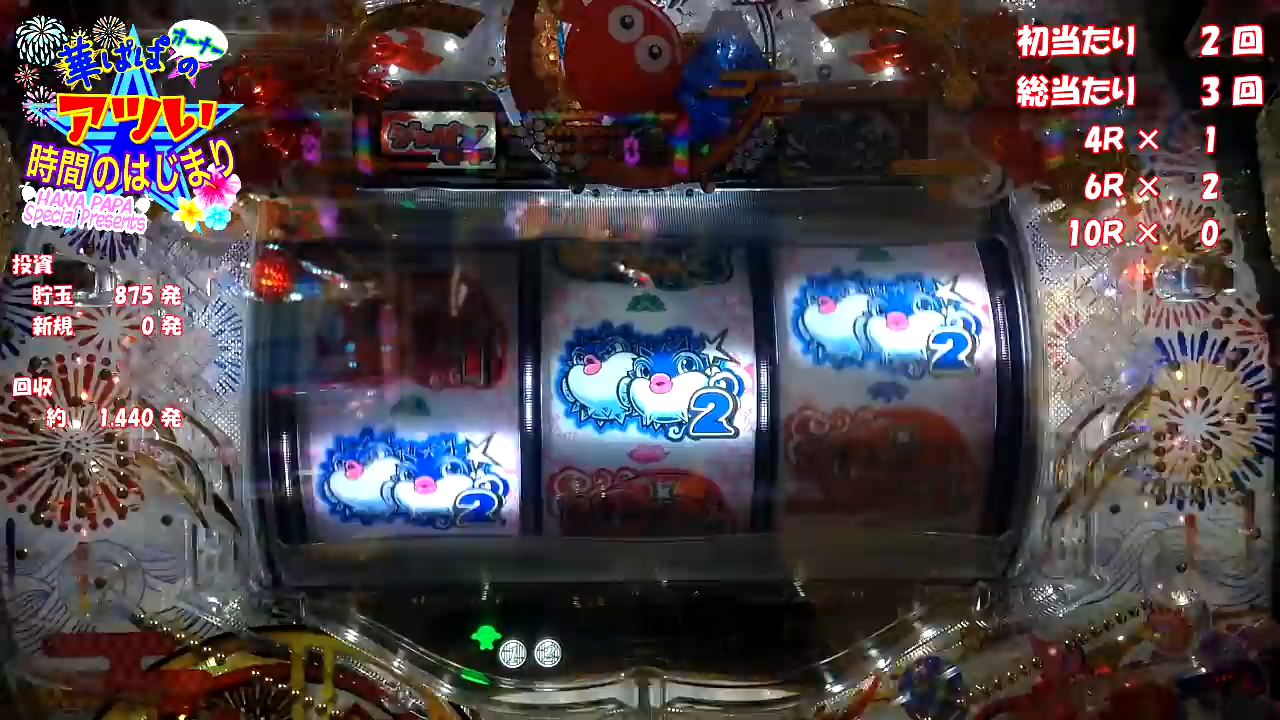 オーナー
華ぱぱの
アツい
時間のはじまり
HANA PAPA
Special Presents
投資
貯玉 875 発
新規 0 発
回収
約 1,440 発
初当たり 2 回
総当たり 3 回
4R × 1
6R × 2
10R × 0
2
2
2